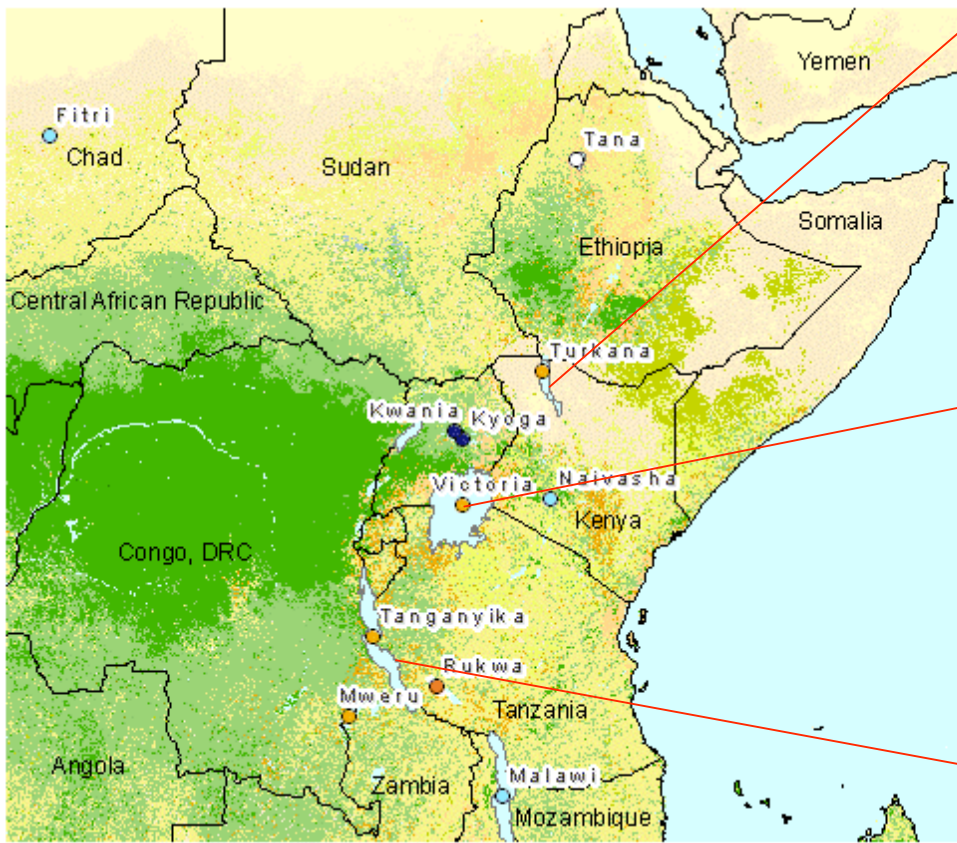 Yemen
Fitri
Chad
Tana
Sudan
Somalia
Ethiopia
Central African Republic
Turkana
Kwania
Kyoga
Victoria
Naivasha
Kenya
Congo, DRC
Tanganyika
Rukwa
Mweru
Tanzania
Angola
Zambia
Malawi
Mozambique